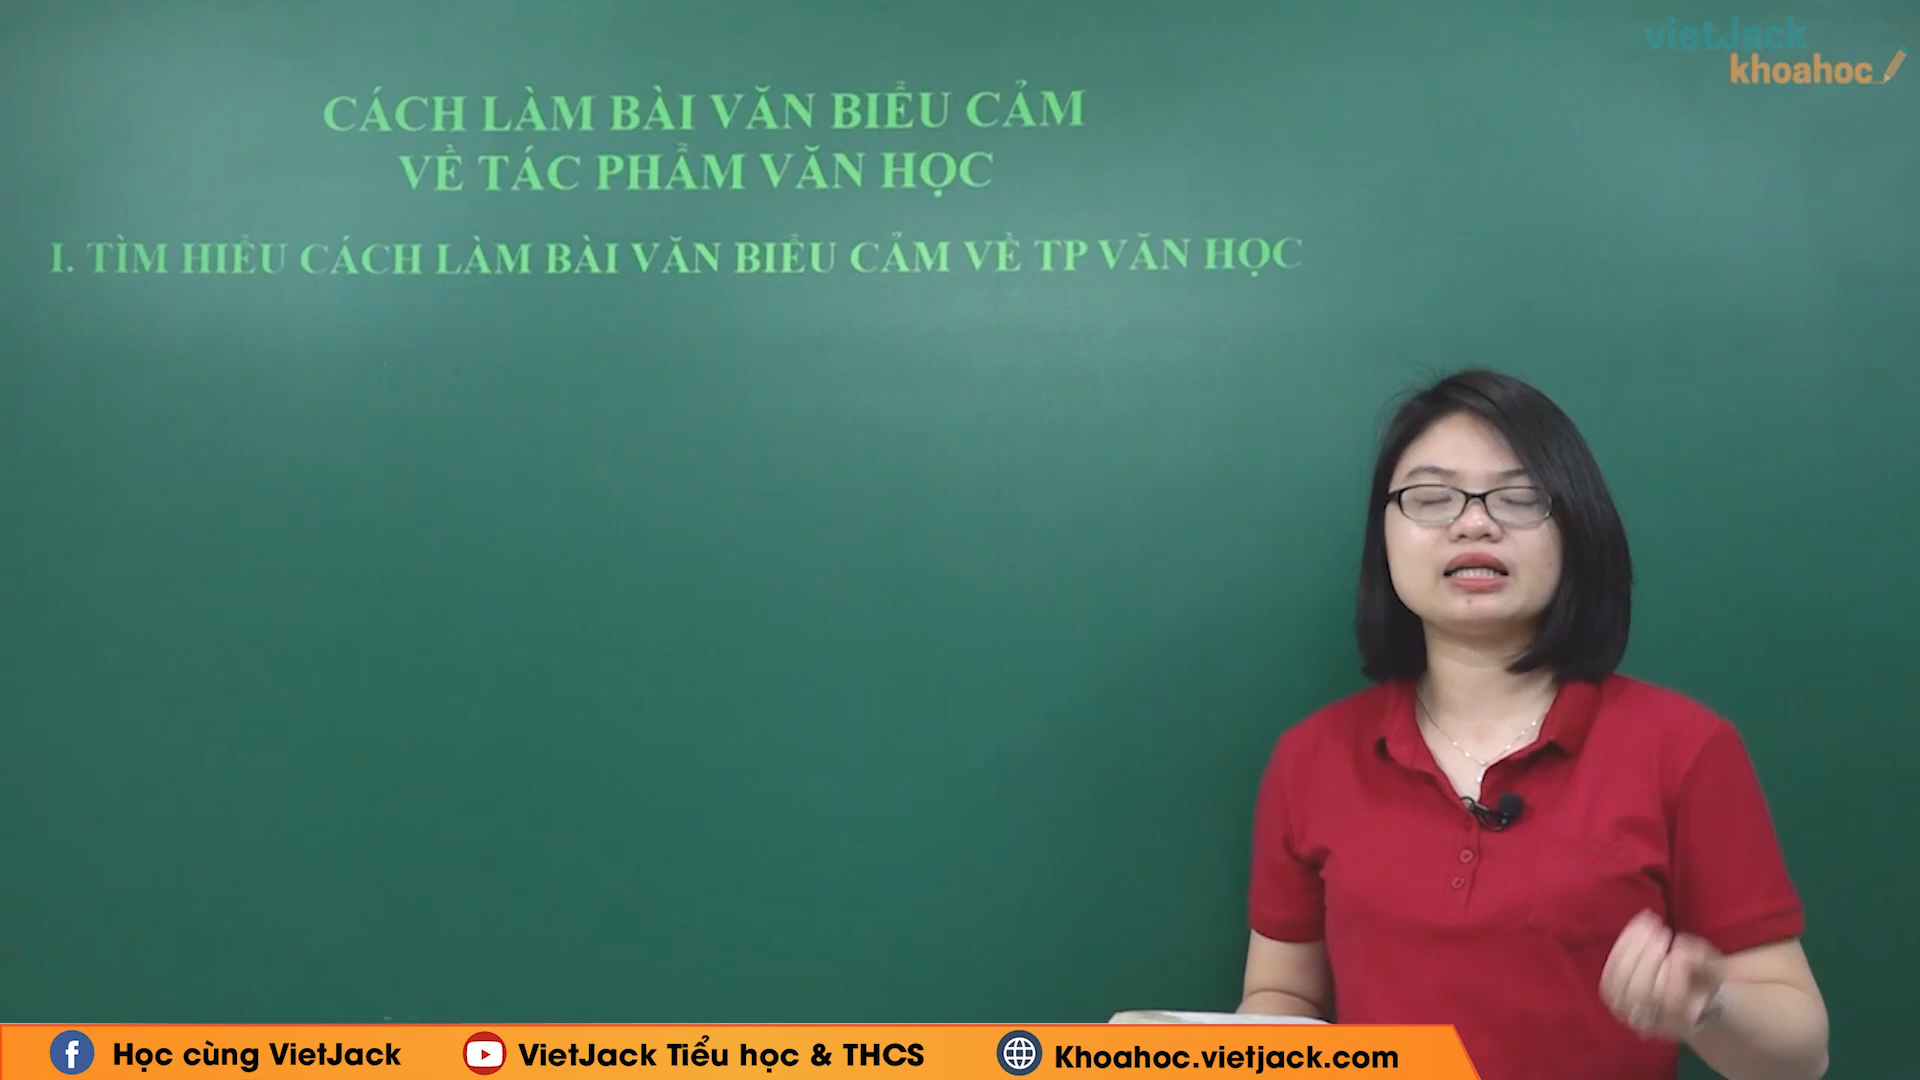 vietJack
khoahoc
CÁCH LÀM BÀI VĂN BIỂU CẢM
VỀ TÁC PHẨM VĂN HỌC
I. TÌM HIỂU CÁCH LÀM BÀI VĂN BIỂU CẢM VỀ TP VĂN HỌC
Học cùng VietJack
VietJack Tiểu học & THCS
Khoahoc.vietjack.com